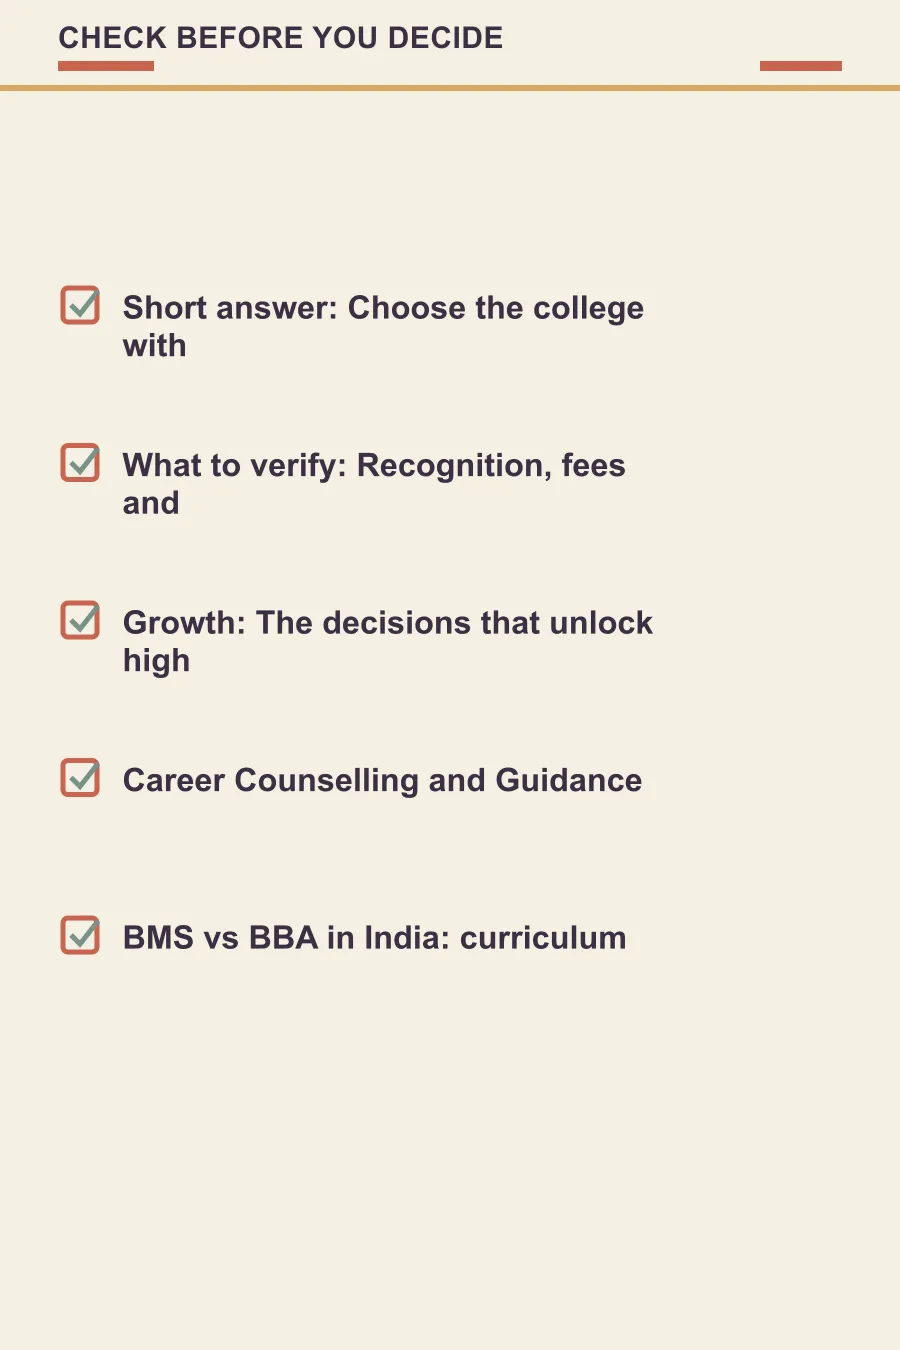 CHECK BEFORE YOU DECIDE
Short answer: Choose the college
with
What to verify: Recognition, fees
and
Growth: The decisions that unlock
high
Career Counselling and Guidance
BMS vs BBA in India: curriculum